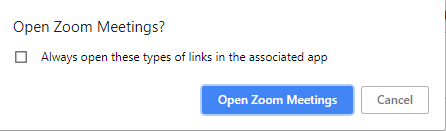 Open Zoom Meetings?
Always open these types of links in the associated app
Open Zoom Meetings Cancel